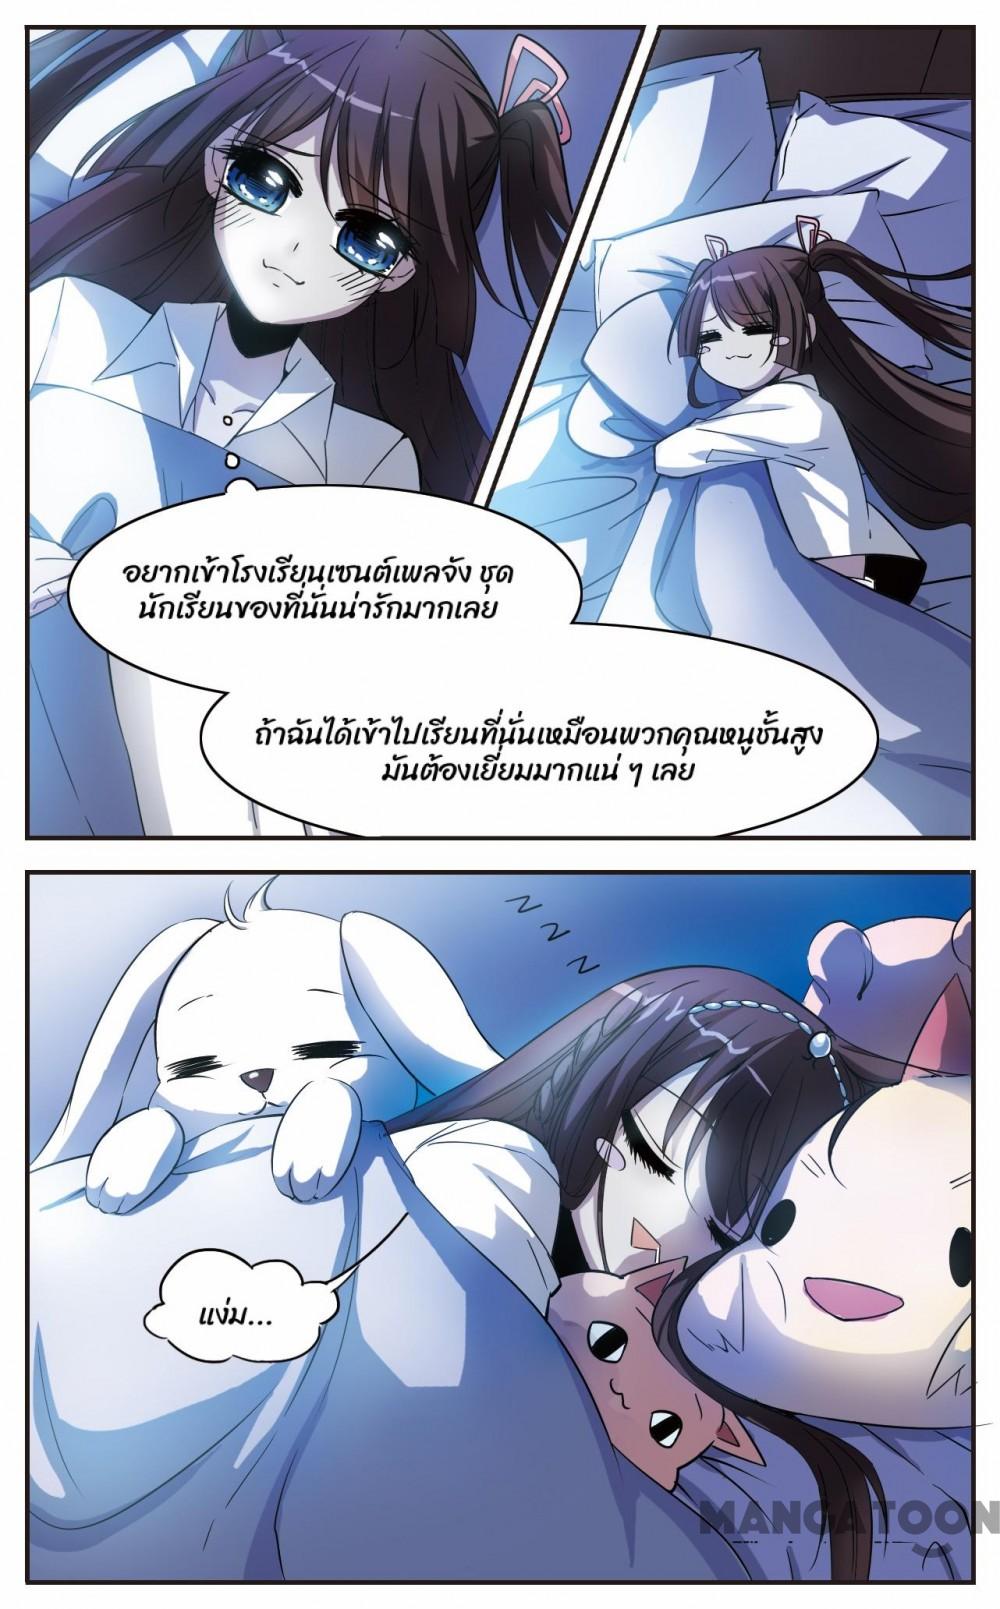 อยากเข้าโรงเรียนเซนต์เพลจัง ชุด
นักเรียนของที่นั่นน่ารักมากเลย
ถ้าฉันได้เข้าไปเรียนที่นั่นเหมือนพวกคุณหนูชั้นสูง
มันต้องเยี่ยมมากแน่ ๆ เลย
z
z
z
แง่ม...
MANGATOON